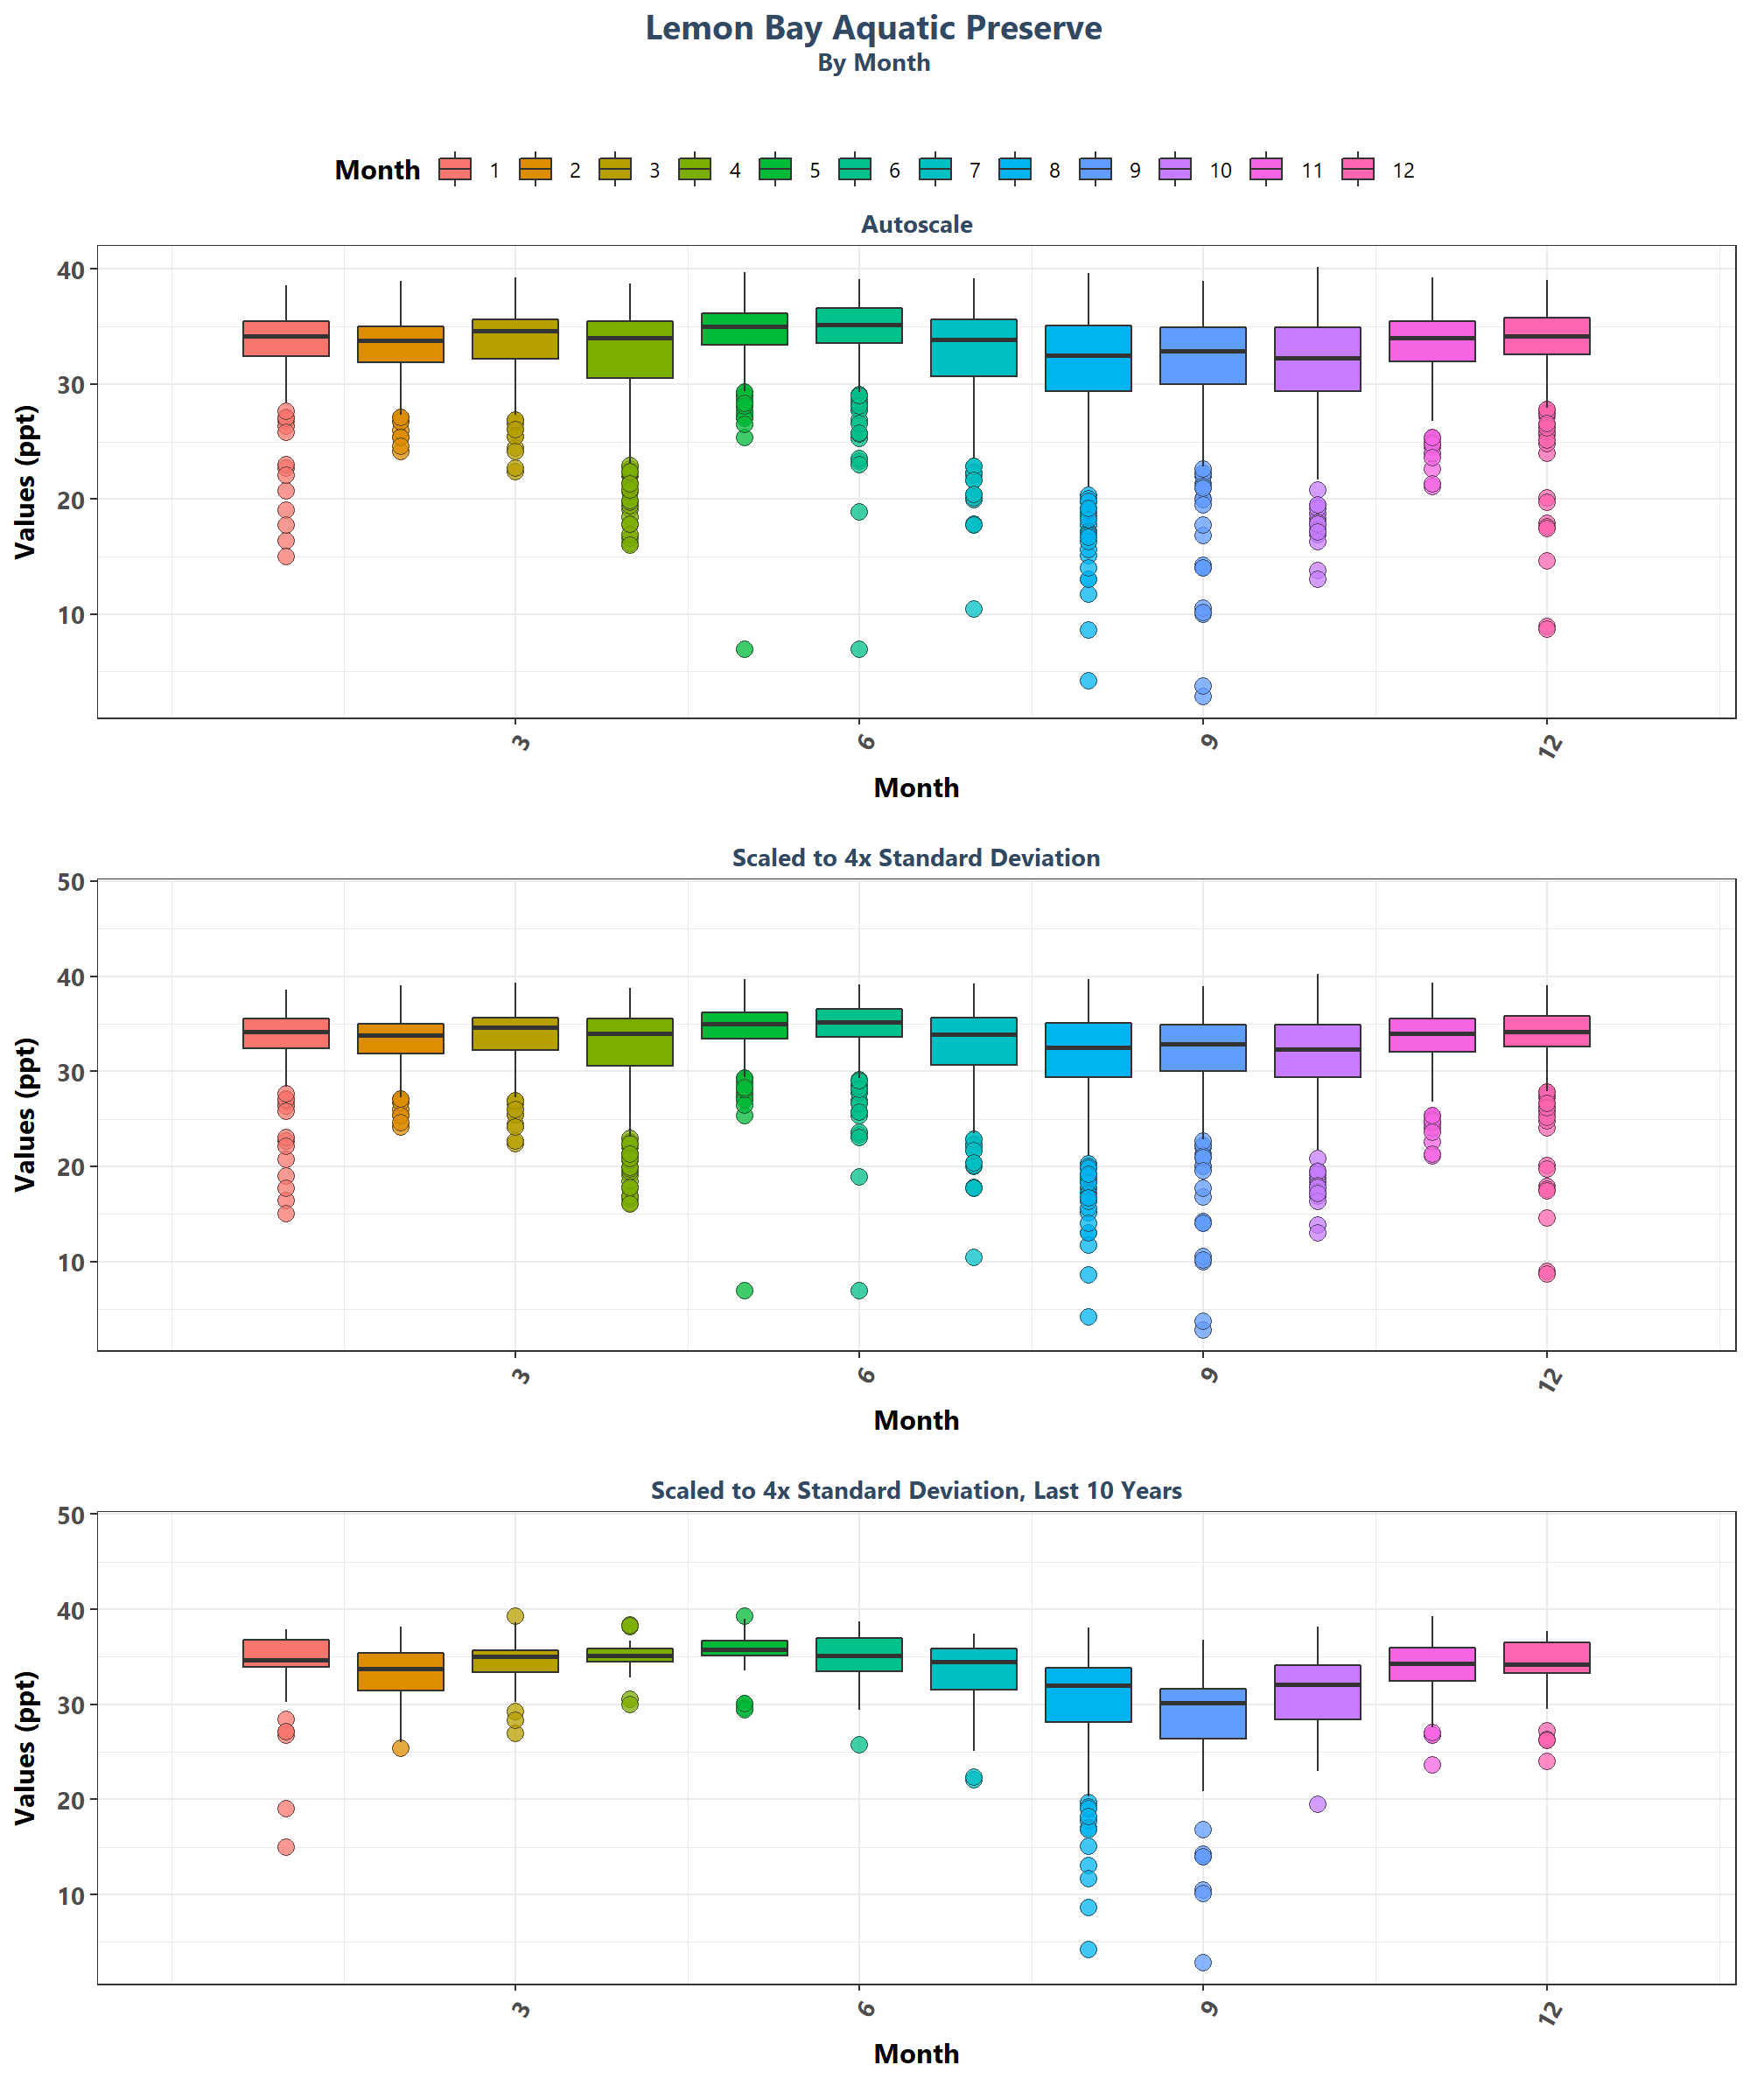 Lemon Bay Aquatic Preserve
By Month
Month 1 2 3 4 5 6 7 8 9 10 11 12
Autoscale
Values (ppt)
40
30
20
10
3 6 9 12
Month
Scaled to 4x Standard Deviation
Values (ppt)
50
40
30
20
10
3 6 9 12
Month
Scaled to 4x Standard Deviation, Last 10 Years
Values (ppt)
50
40
30
20
10
3 6 9 12
Month